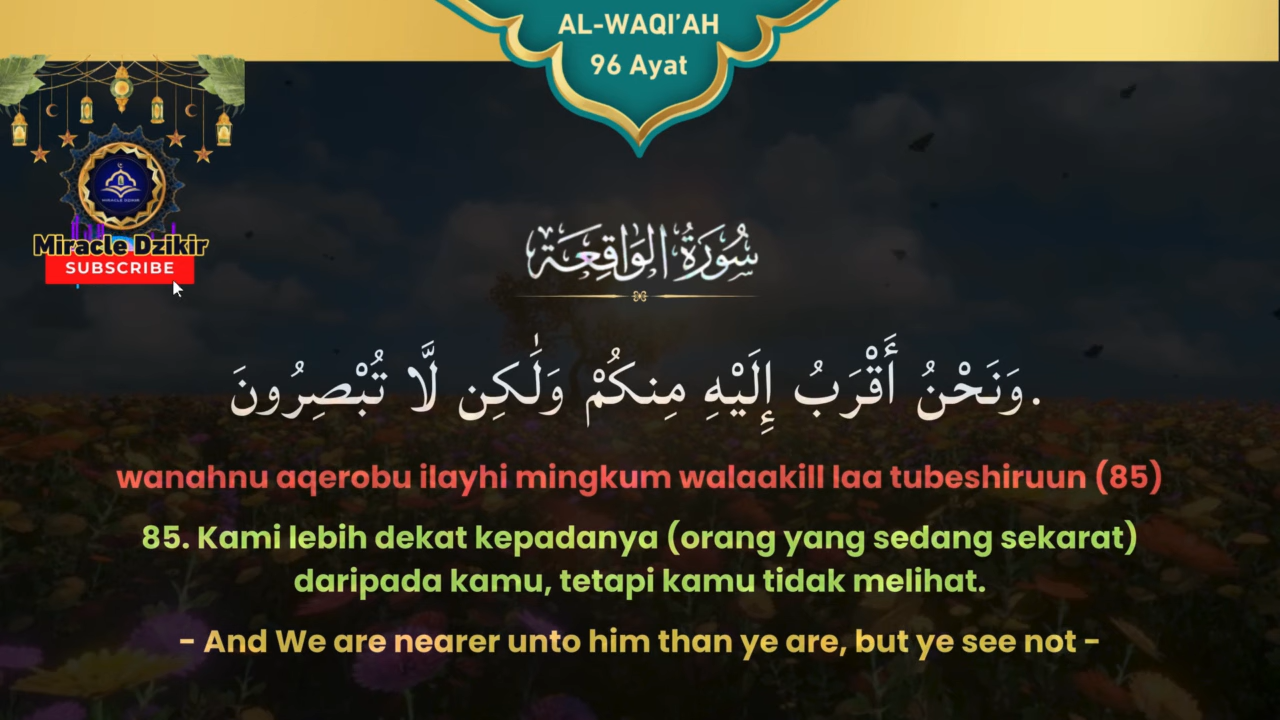 AL-WAQI'AH
96 Ayat
Miracle Dzikir
SUBSCRIBE
سُورَةُ الوَاقِعَة
وَنَحْنُ أَقْرَبُ إِلَيْهِ مِنكُمْ وَلَٰكِن لَّا تُبْصِرُونَ.
wanahnu aqerobu ilayhi mingkum walaakill laa tubeshiruun (85)
85. Kami lebih dekat kepadanya (orang yang sedang sekarat)
daripada kamu, tetapi kamu tidak melihat.
- And We are nearer unto him than ye are, but ye see not -